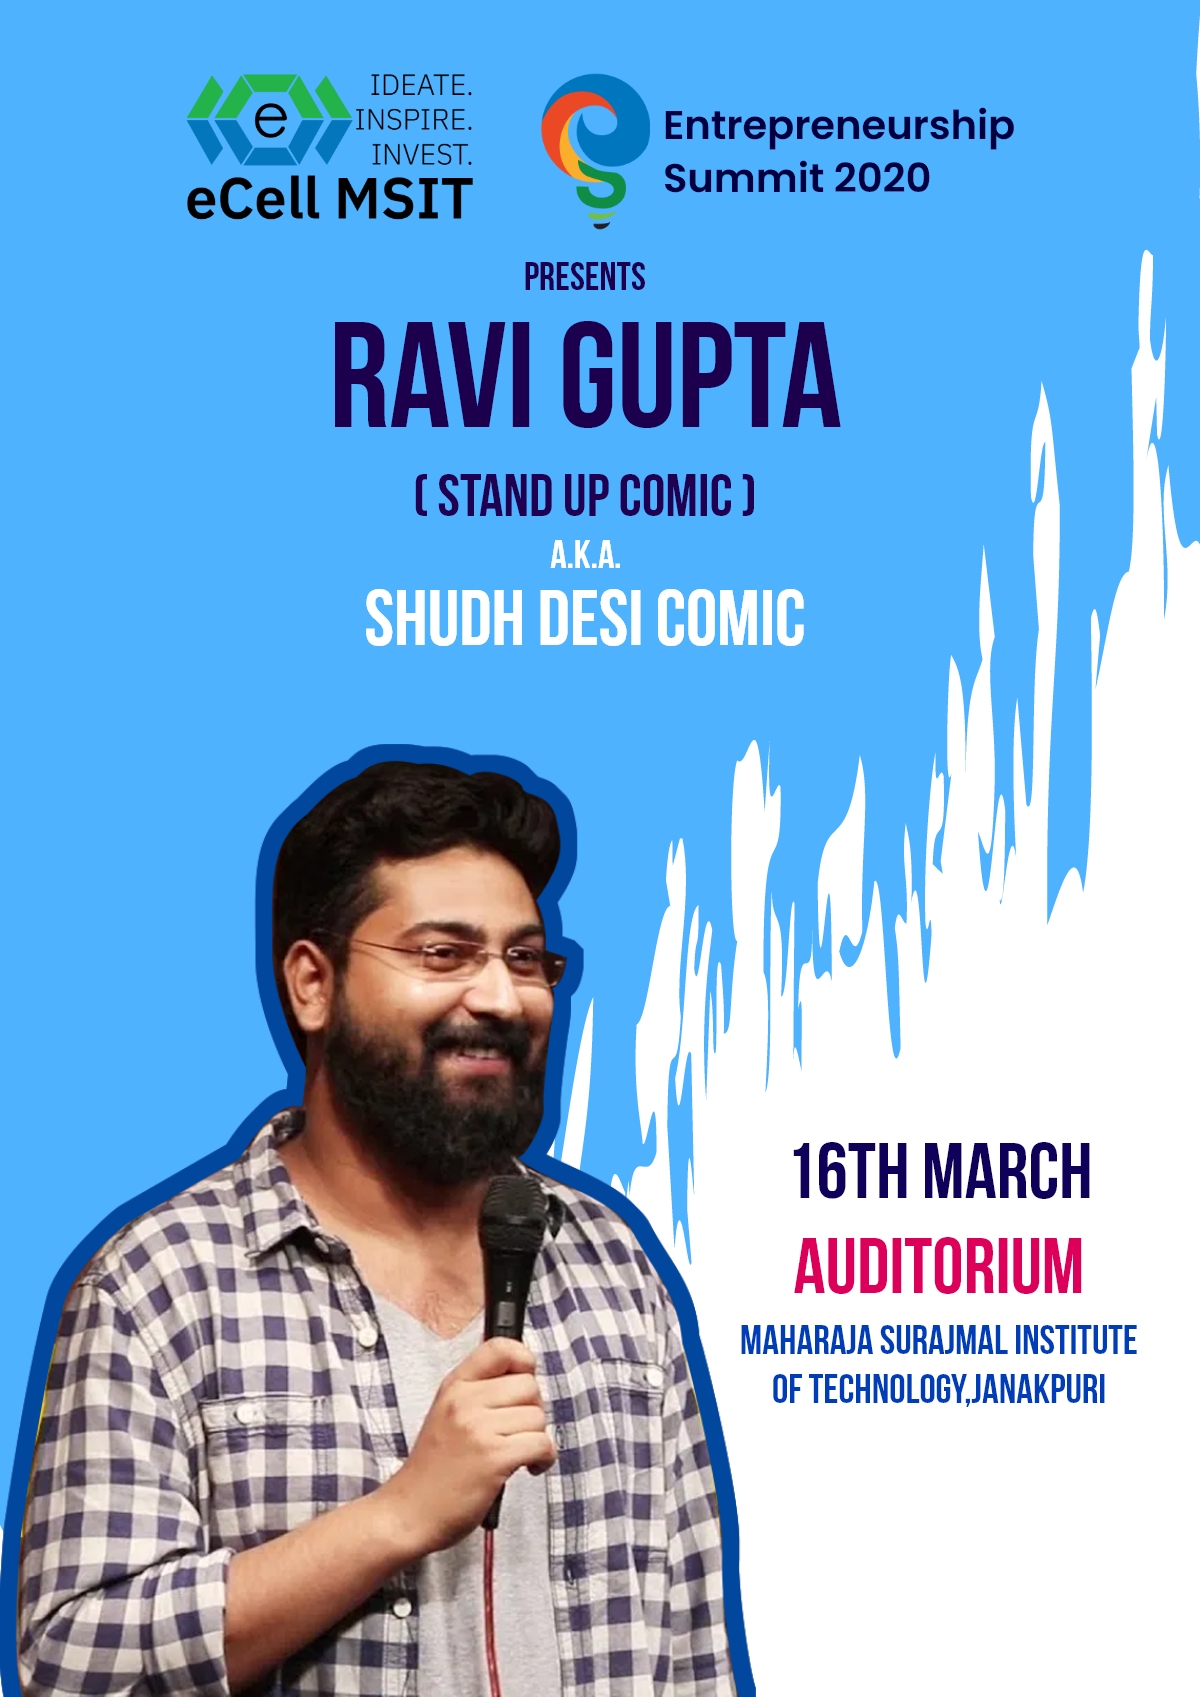 IDEATE.
INSPIRE.
INVEST.
e
eCell MSIT
Entrepreneurship
Summit 2020
PRESENTS
RAVI GUPTA
( STAND UP COMIC )
A.K.A.
SHUDH DESI COMIC
16TH MARCH
AUDITORIUM
MAHARAJA SURAJMAL INSTITUTE
OF TECHNOLOGY,JANAKPURI